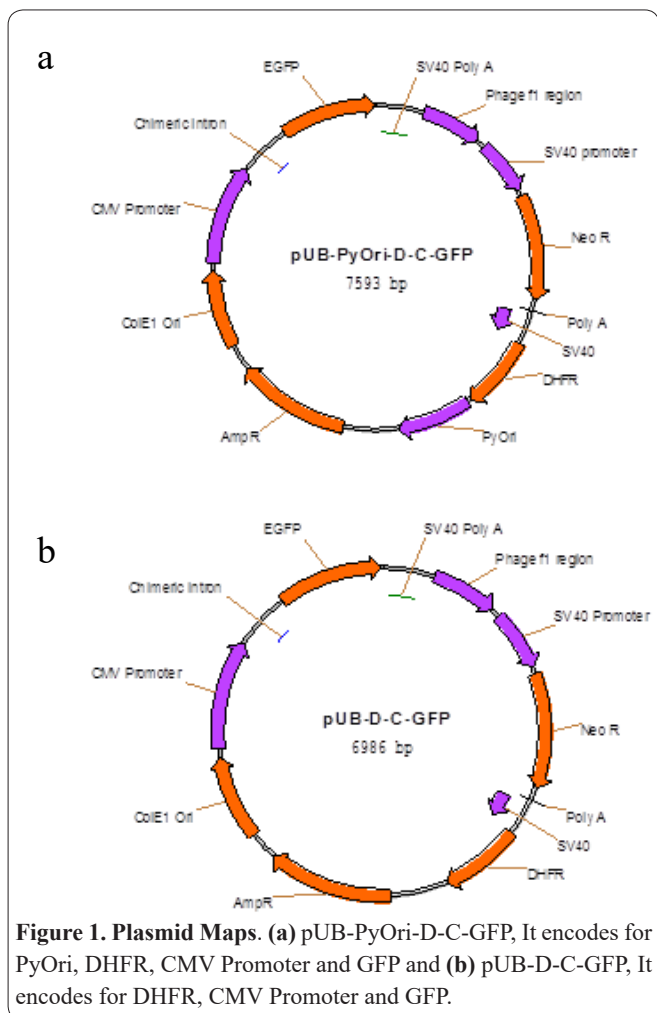 a
EGFP
SV40 Poly A
Phage f1 region
Chimeric Intron
SV40 promoter
CMV Promoter
Neo R
pUB-PyOri-D-C-GFP
7593 bp
ColE1 Ori
Poly A
SV40
DHFR
AmpR
PyOri
b
EGFP
SV40 Poly A
Phage f1 region
Chimeric Intron
SV40 Promoter
CMV Promoter
pUB-D-C-GFP
Neo R
6986 bp
ColE1 Ori
Poly A
SV40
DHFR
AmpR
Figure 1. Plasmid Maps. (a) pUB-PyOri-D-C-GFP, It encodes for
PyOri, DHFR, CMV Promoter and GFP and (b) pUB-D-C-GFP, It
encodes for DHFR, CMV Promoter and GFP.